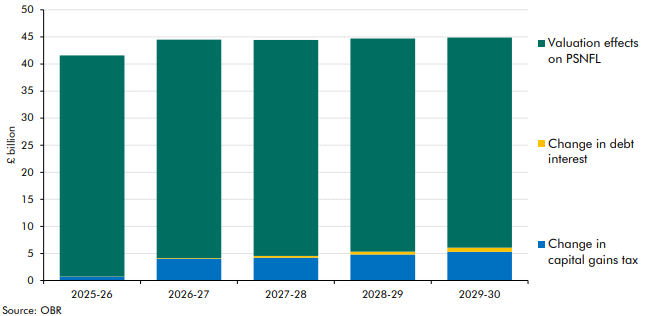 50
45
40
35
30
25
20
15
10
5
0
£ billion
2025-26
2026-27
2027-28
2028-29
2029-30
Valuation effects
on PSNFL
Change in debt
interest
Change in
capital gains tax
Source: OBR